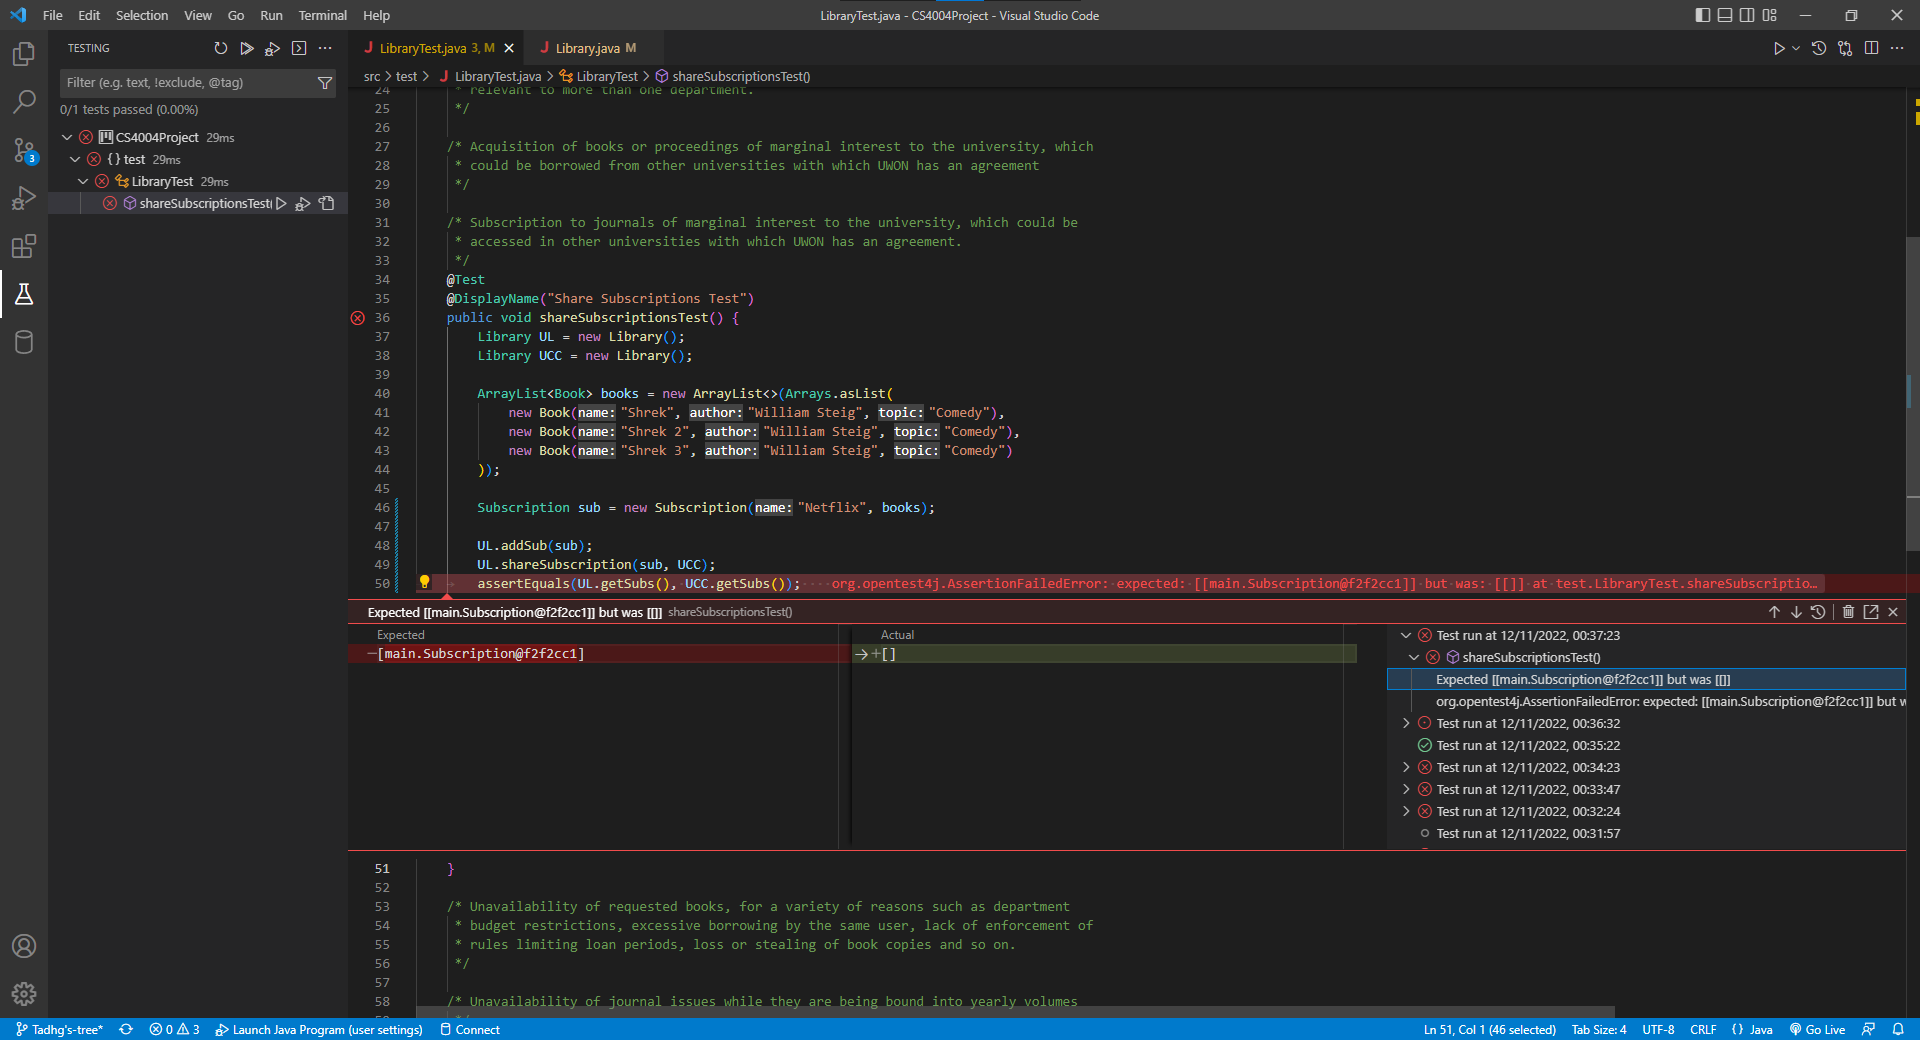 File Edit Selection View Go Run Terminal Help
LibraryTest.java - CS4004Project - Visual Studio Code
TESTING
LibraryTest.java 3, M
Library.java M
Filter (e.g. text, !exclude, @tag)
0/1 tests passed (0.00%)
CS4004Project 29ms
{ } test 29ms
LibraryTest 29ms
shareSubscriptionsTest(
3
src > test > J LibraryTest.java > LibraryTest > shareSubscriptionsTest()
24 * relevant to more than one department.
25 */
26
27 /* Acquisition of books or proceedings of marginal interest to the university, which
28 * could be borrowed from other universities with which UWON has an agreement
29 */
30
31 /* Subscription to journals of marginal interest to the university, which could be
32 * accessed in other universities with which UWON has an agreement.
33 */
34 @Test
35 @DisplayName("Share Subscriptions Test")
36 public void shareSubscriptionsTest() {
37 Library UL = new Library();
38 Library UCC = new Library();
39
40 ArrayList<Book> books = new ArrayList<>(Arrays.asList(
41 new Book(name: "Shrek", author: "William Steig", topic: "Comedy"),
42 new Book(name: "Shrek 2", author: "William Steig", topic: "Comedy"),
43 new Book(name: "Shrek 3", author: "William Steig", topic: "Comedy")
44 ));
45
46 Subscription sub = new Subscription(name: "Netflix", books);
47
48 UL.addSub(sub);
49 UL.shareSubscription(sub, UCC);
50 assertEquals(UL.getSubs(), UCC.getSubs()); org.opentest4j.AssertionFailedError: expected: [[main.Subscription@f2f2cc1]] but was: [[]] at test.LibraryTest.shareSubscriptio…
Expected [[main.Subscription@f2f2cc1]] but was [[]] shareSubscriptionsTest()
Expected
[main.Subscription@f2f2cc1]
Actual
[]
Test run at 12/11/2022, 00:37:23
shareSubscriptionsTest()
Expected [[main.Subscription@f2f2cc1]] but was [[]]
org.opentest4j.AssertionFailedError: expected: [[main.Subscription@f2f2cc1]] but w
Test run at 12/11/2022, 00:36:32
Test run at 12/11/2022, 00:35:22
Test run at 12/11/2022, 00:34:23
Test run at 12/11/2022, 00:33:47
Test run at 12/11/2022, 00:32:24
Test run at 12/11/2022, 00:31:57
51 }
52
53 /* Unavailability of requested books, for a variety of reasons such as department
54 * budget restrictions, excessive borrowing by the same user, lack of enforcement of
55 * rules limiting loan periods, loss or stealing of book copies and so on.
56 */
57
58 /* Unavailability of journal issues while they are being bound into yearly volumes
Tadhg's-tree* 0 3 Launch Java Program (user settings) Connect
Ln 51, Col 1 (46 selected) Tab Size: 4 UTF-8 CRLF { } Java Go Live